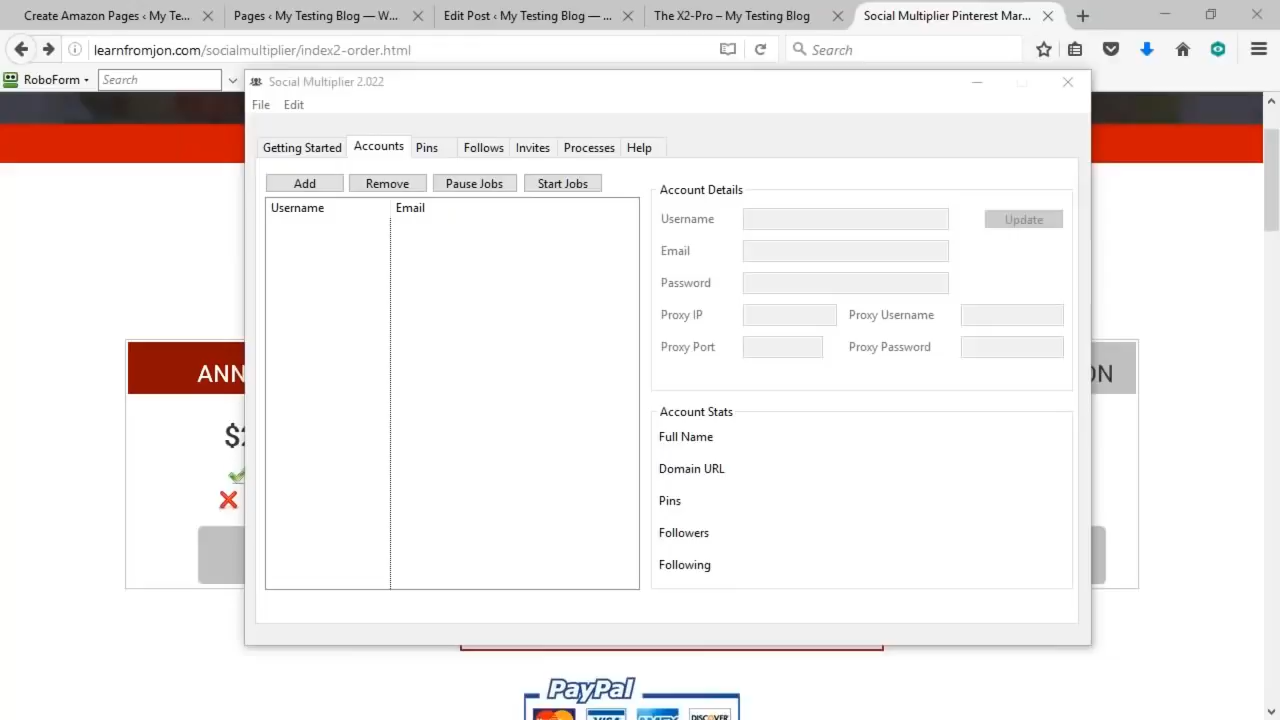 Create Amazon Pages ‹ My Te...
Pages ‹ My Testing Blog — W...
Edit Post ‹ My Testing Blog — ...
The X2-Pro – My Testing Blog
Social Multiplier Pinterest Mar...
learnfromjon.com/socialmultiplier/index2-order.html
Search
RoboForm
Search
Social Multiplier 2.022
File Edit
Getting Started Accounts Pins Follows Invites Processes Help
Add Remove Pause Jobs Start Jobs
Username Email
Account Details
Username
Update
Email
Password
Proxy IP Proxy Username
Proxy Port Proxy Password
Account Stats
Full Name
Domain URL
Pins
Followers
Following
ANN
ON
PayPal
VISA
DISCOVER